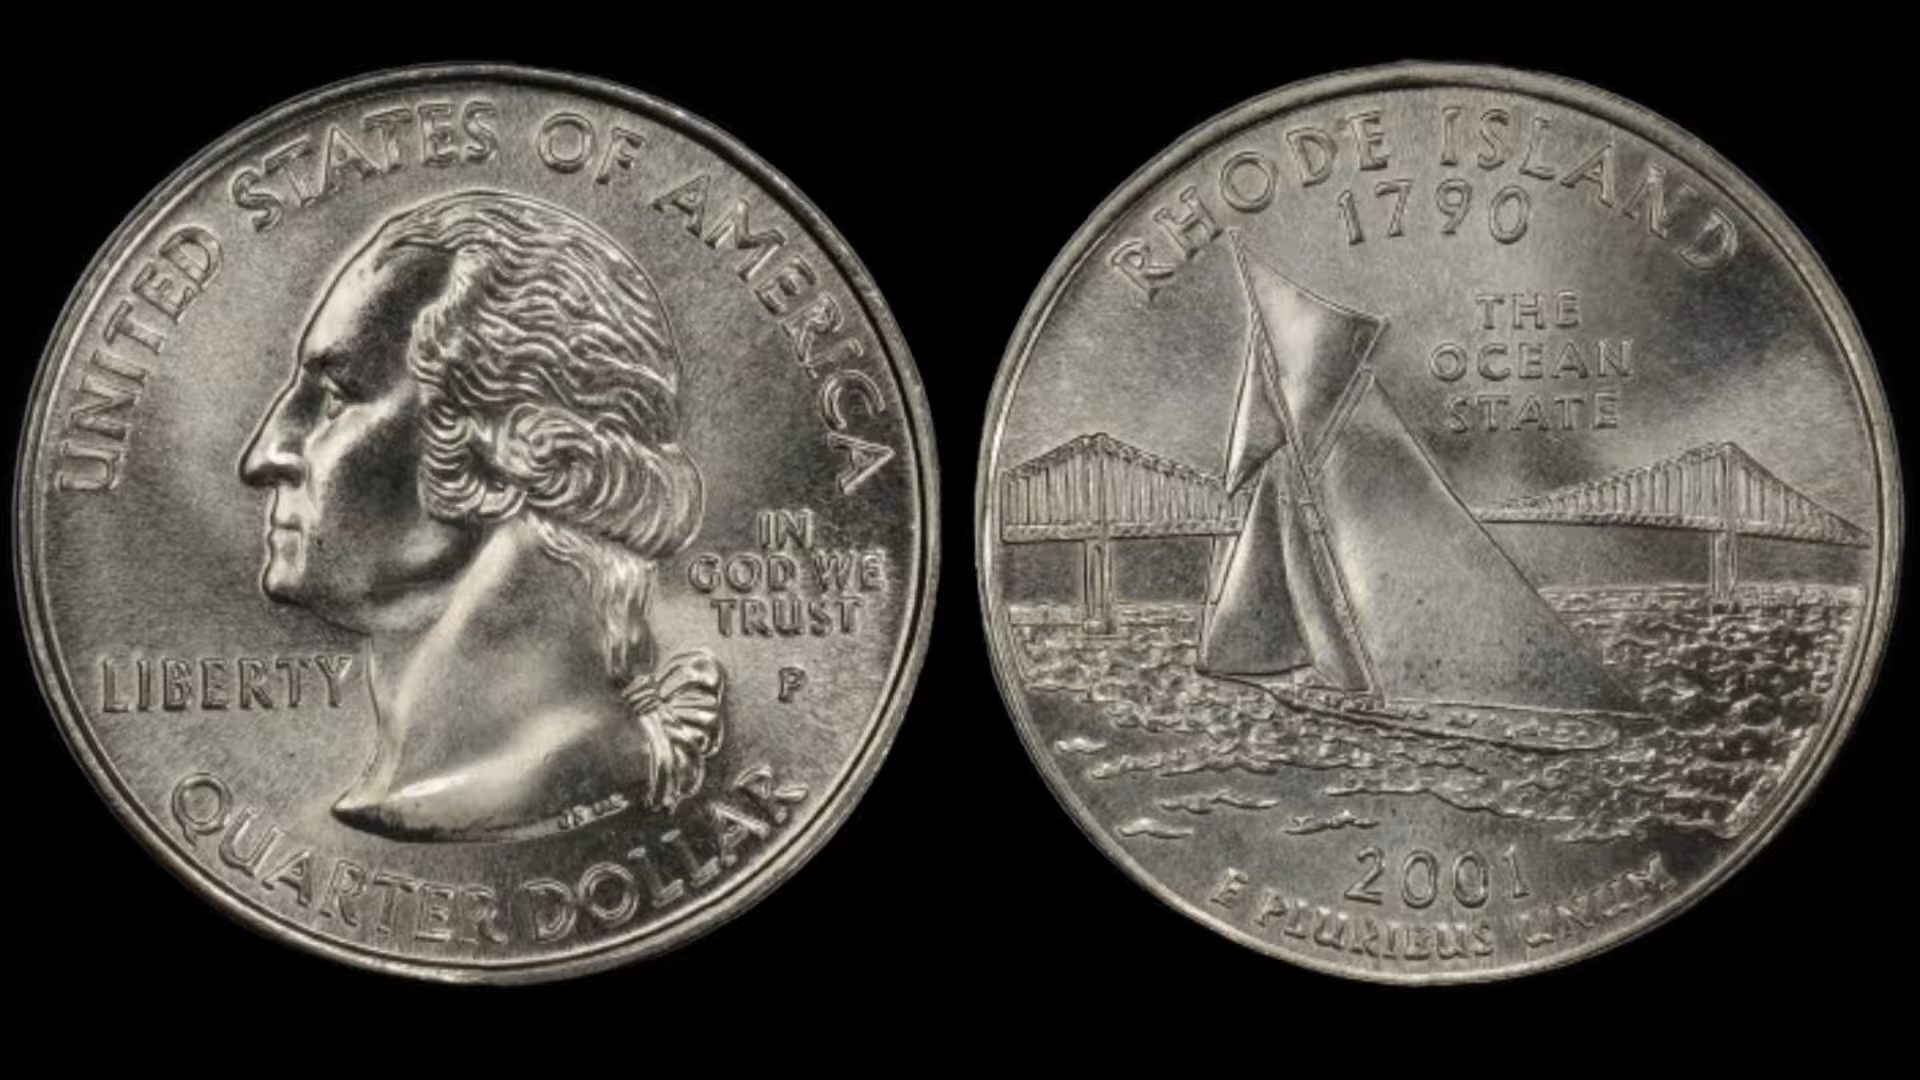 UNITED STATES OF AMERICA
IN
GOD WE
TRUST
LIBERTY
P
QUARTER DOLLAR
RHODE ISLAND
1790
THE
OCEAN
STATE
2001
E PLURIBUS UNUM